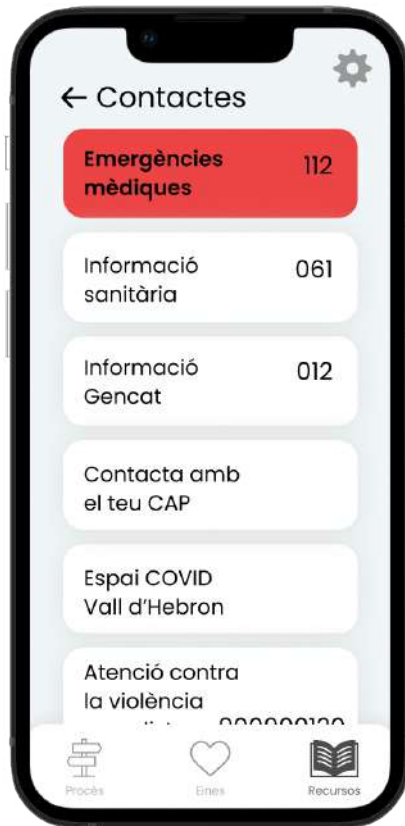 ← Contactes
Emergències 112
mèdiques
Informació 061
sanitària
Informació 012
Gencat
Contacta amb
el teu CAP
Espai COVID
Vall d'Hebron
Atenció contra
la violència
Procés Eines Recursos